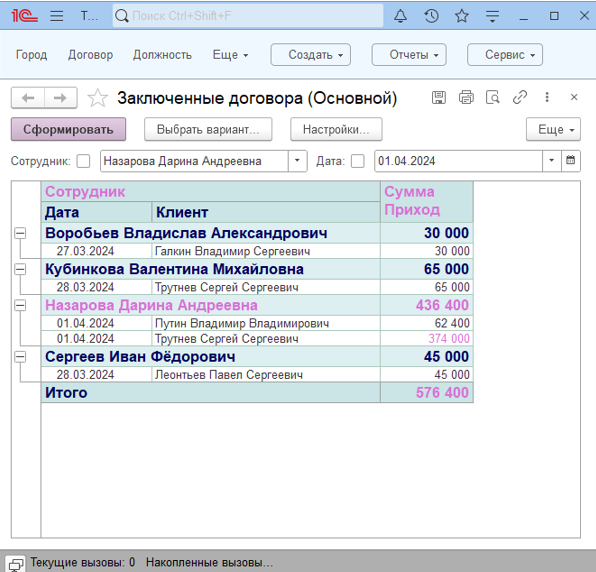 1С Т... Поиск Ctrl+Shift+F
Город Договор Должность Еще Создать Отчеты Сервис
Заключенные договора (Основной)
Сформировать Выбрать вариант... Настройки... Еще
Сотрудник: Назарова Дарина Андреевна Дата: 01.04.2024
Сотрудник Сумма
Приход
Дата Клиент
Воробьев Владислав Александрович 30 000
27.03.2024 Галкин Владимир Сергеевич 30 000
Кубинкова Валентина Михайловна 65 000
28.03.2024 Трутнев Сергей Сергеевич 65 000
Назарова Дарина Андреевна 436 400
01.04.2024 Путин Владимир Владимирович 62 400
01.04.2024 Трутнев Сергей Сергеевич 374 000
Сергеев Иван Фёдорович 45 000
28.03.2024 Леонтьев Павел Сергеевич 45 000
Итого 576 400
Текущие вызовы: 0 Накопленные вызовы...